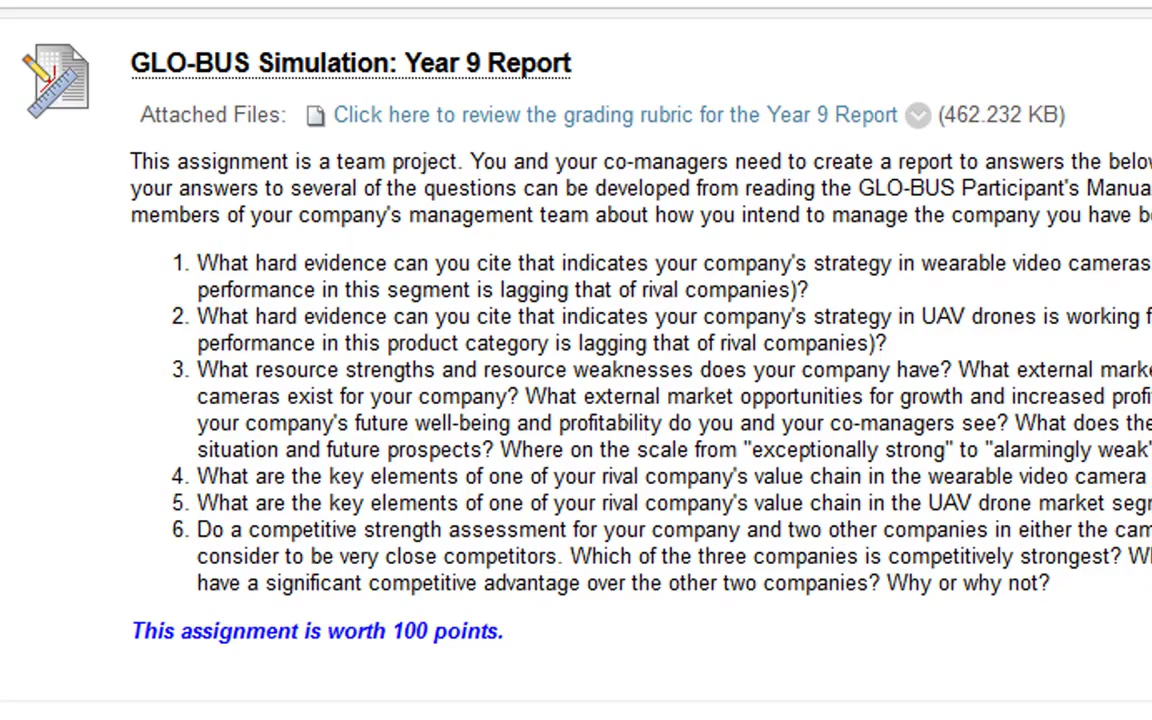 GLO-BUS Simulation: Year 9 Report
Attached Files: Click here to review the grading rubric for the Year 9 Report (462.232 KB)
This assignment is a team project. You and your co-managers need to create a report to answers the
your answers to several of the questions can be developed from reading the GLO-BUS Participant's
members of your company's management team about how you intend to manage the company you have
1. What hard evidence can you cite that indicates your company's strategy in wearable video cameras
performance in this segment is lagging that of rival companies)?
2. What hard evidence can you cite that indicates your company's strategy in UAV drones is working
performance in this product category is lagging that of rival companies)?
3. What resource strengths and resource weaknesses does your company have? What external
cameras exist for your company? What external market opportunities for growth and increased
your company's future well-being and profitability do you and your co-managers see? What does
situation and future prospects? Where on the scale from "exceptionally strong" to "alarmingly weak"
4. What are the key elements of one of your rival company's value chain in the wearable video camera
5. What are the key elements of one of your rival company's value chain in the UAV drone market
6. Do a competitive strength assessment for your company and two other companies in either the
consider to be very close competitors. Which of the three companies is competitively strongest?
have a significant competitive advantage over the other two companies? Why or why not?
This assignment is worth 100 points.